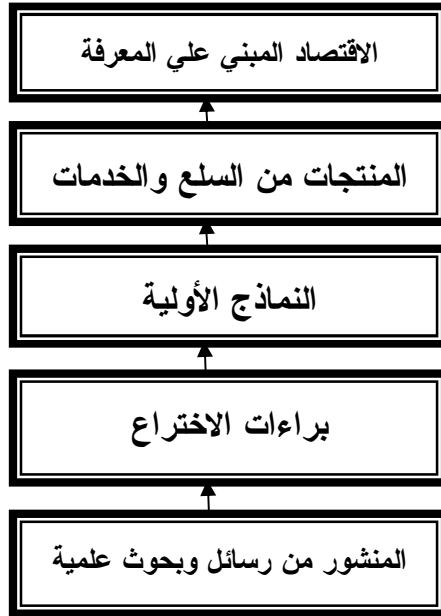 الاقتصاد المبني علي المعرفة
المنتجات من السلع والخدمات
النماذج الأولية
براءات الاختراع
المنشور من رسائل وبحوث علمية